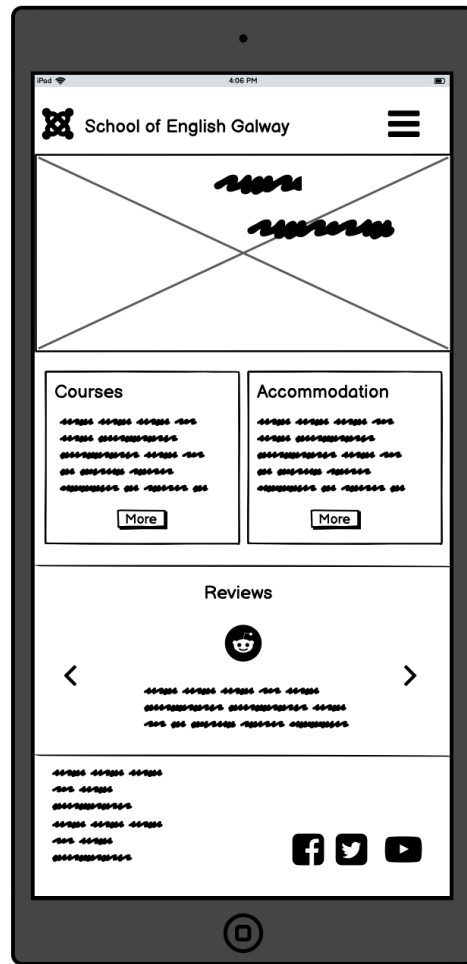 iPod 4:06 PM
School of English Galway
Courses
Accommodation
More
More
Reviews